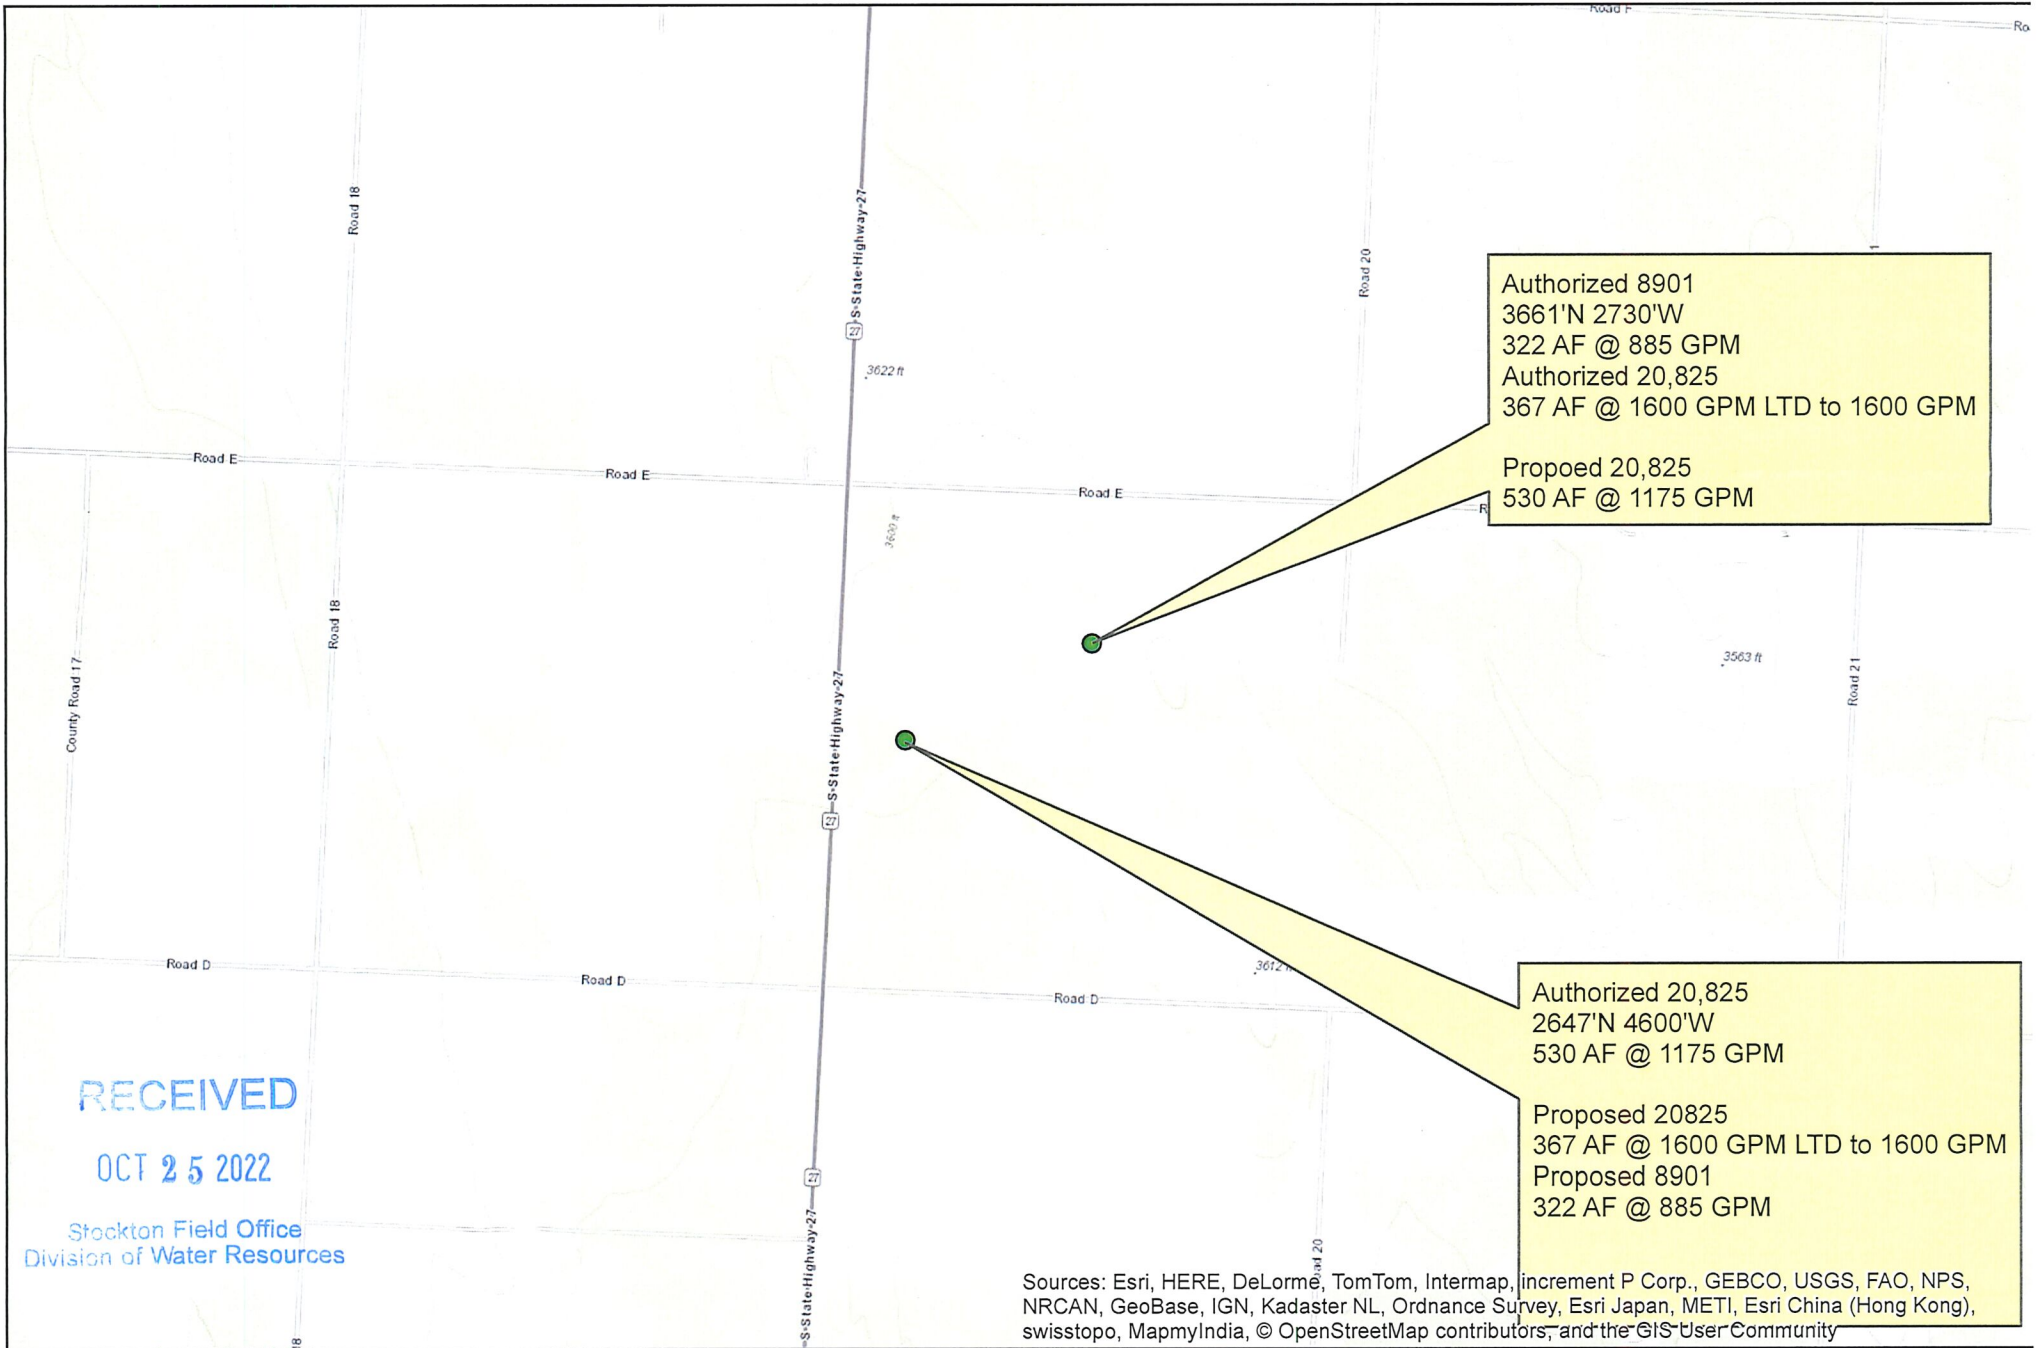 Road F
Road 18
S State Highway 27
27
3622 ft
Road 20
1
Authorized 8901
3661'N 2730'W
322 AF @ 885 GPM
Authorized 20,825
367 AF @ 1600 GPM LTD to 1600 GPM
Propoed 20,825
530 AF @ 1175 GPM
Road E
Road E
Road E
3600 ft
Road 18
County Road 17
S State Highway 27
27
3563 ft
Road 21
Road D
Road D
Road D
Authorized 20,825
2647'N 4600'W
530 AF @ 1175 GPM
Proposed 20825
367 AF @ 1600 GPM LTD to 1600 GPM
Proposed 8901
322 AF @ 885 GPM
RECEIVED
OCT 25 2022
Stockton Field Office
Division of Water Resources
27
S State Highway 27
18
Sources: Esri, HERE, DeLorme, TomTom, Intermap, increment P Corp., GEBCO, USGS, FAO, NPS,
NRCAN, GeoBase, IGN, Kadaster NL, Ordnance Survey, Esri Japan, METI, Esri China (Hong Kong),
swisstopo, MapmyIndia, © OpenStreetMap contributors, and the GIS User Community